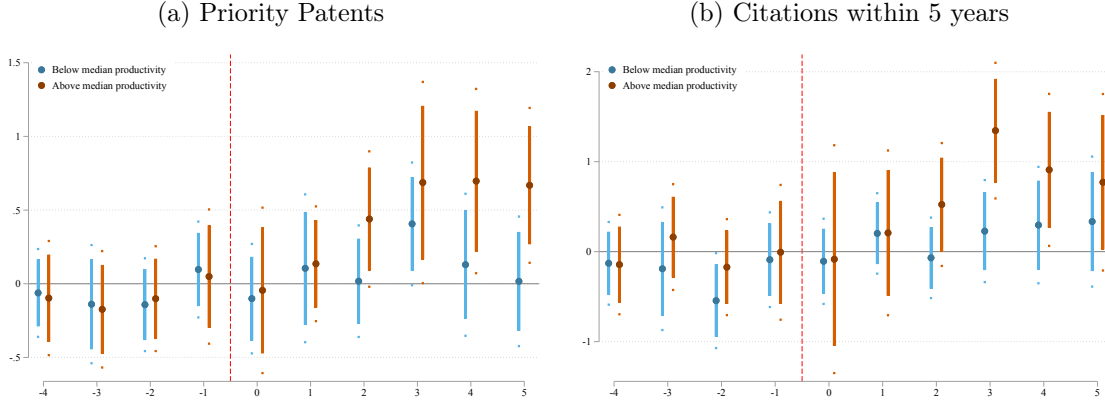 (a) Priority Patents
1.5
1
.5
0
-.5
Below median productivity
Above median productivity
-4 -3 -2 -1 0 1 2 3 4 5
(b) Citations within 5 years
2
1
0
-1
Below median productivity
Above median productivity
-4 -3 -2 -1 0 1 2 3 4 5